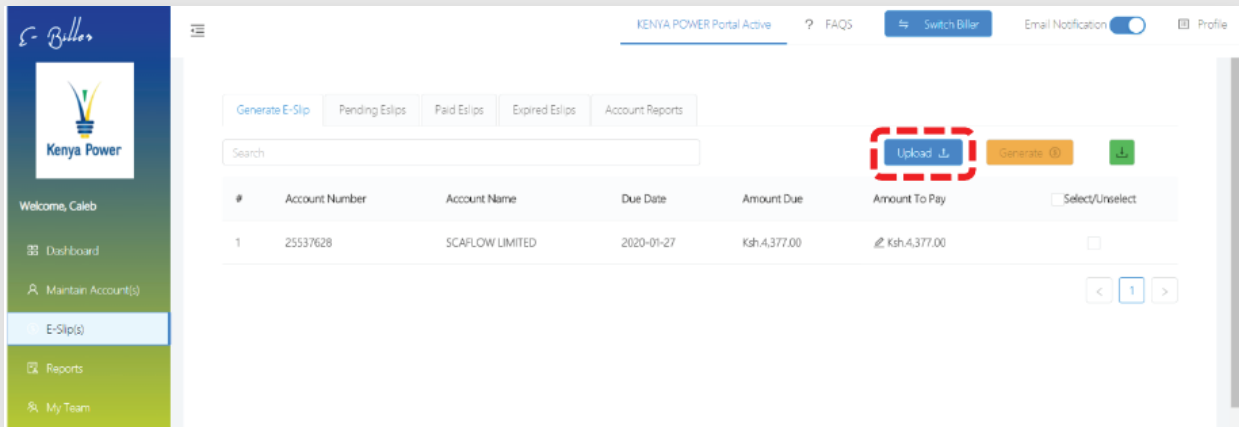 E-Biller
KENYA POWER Portal Active ? FAQS Switch Biller Email Notification Profile
Kenya Power
Generate E-Slip Pending Eslips Paid Eslips Expired Eslips Account Reports
Search Upload Generate
Welcome, Caleb
# Account Number Account Name Due Date Amount Due Amount To Pay Select/Unselect
1 25537628 SCAFLOW LIMITED 2020-01-27 Ksh.4,377.00 Ksh.4,377.00
Dashboard
Maintain Account(s)
< 1 >
E-Slip(s)
Reports
My Team